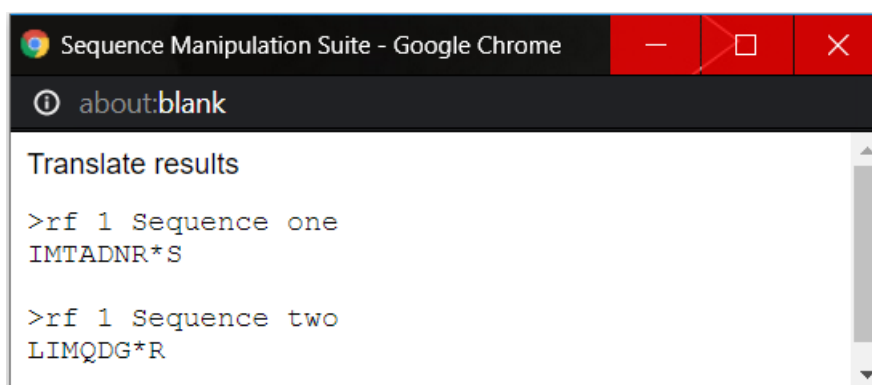 Sequence Manipulation Suite - Google Chrome
about:blank
Translate results
>rf 1 Sequence one
IMTADNR*S
>rf 1 Sequence two
LIMQDG*R